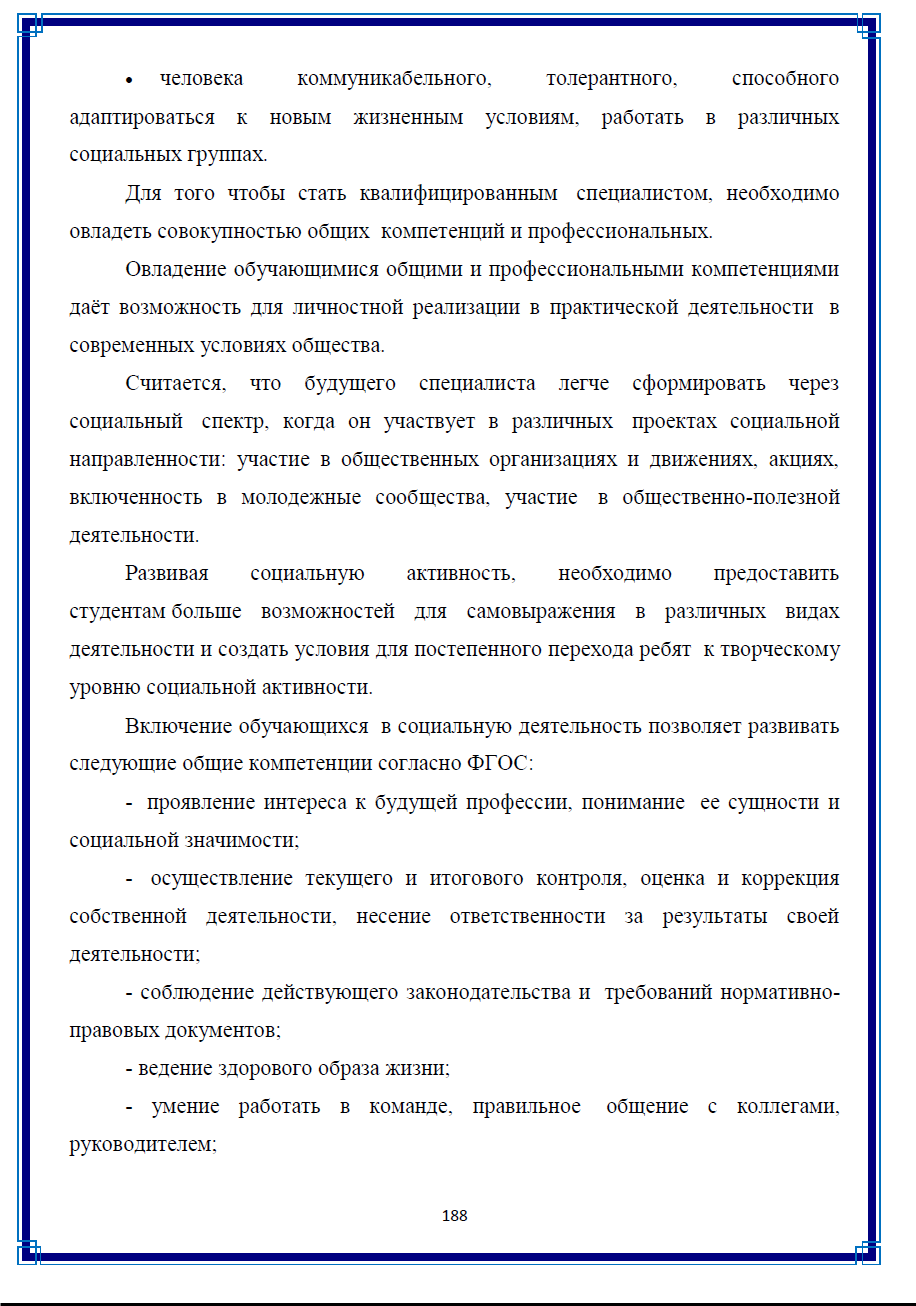 • человека коммуникабельного, толерантного, способного
адаптироваться к новым жизненным условиям, работать в различных
социальных группах.
Для того чтобы стать квалифицированным специалистом, необходимо
овладеть совокупностью общих компетенций и профессиональных.
Овладение обучающимися общими и профессиональными компетенциями
даёт возможность для личностной реализации в практической деятельности в
современных условиях общества.
Считается, что будущего специалиста легче сформировать через
социальный спектр, когда он участвует в различных проектах социальной
направленности: участие в общественных организациях и движениях, акциях,
включенность в молодежные сообщества, участие в общественно-полезной
деятельности.
Развивая социальную активность, необходимо предоставить
студентам больше возможностей для самовыражения в различных видах
деятельности и создать условия для постепенного перехода ребят к творческому
уровню социальной активности.
Включение обучающихся в социальную деятельность позволяет развивать
следующие общие компетенции согласно ФГОС:
- проявление интереса к будущей профессии, понимание ее сущности и
социальной значимости;
- осуществление текущего и итогового контроля, оценка и коррекция
собственной деятельности, несение ответственности за результаты своей
деятельности;
- соблюдение действующего законодательства и требований нормативно-
правовых документов;
- ведение здорового образа жизни;
- умение работать в команде, правильное общение с коллегами,
руководителем;
188